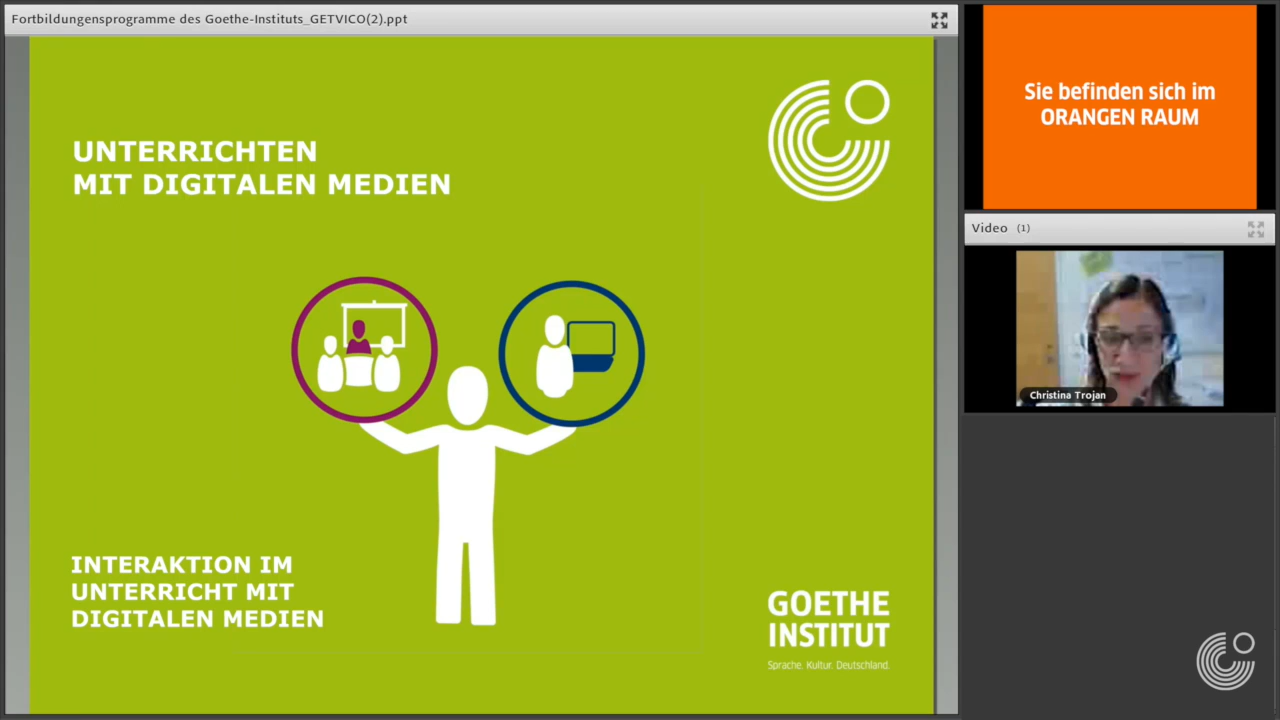 Fortbildungensprogramme des Goethe-Instituts_GETVICO(2).ppt
UNTERRICHTEN
MIT DIGITALEN MEDIEN
INTERAKTION IM
UNTERRICHT MIT
DIGITALEN MEDIEN
GOETHE
INSTITUT
Sprache. Kultur. Deutschland.
Sie befinden sich im
ORANGEN RAUM
Video (1)
Christina Trojan